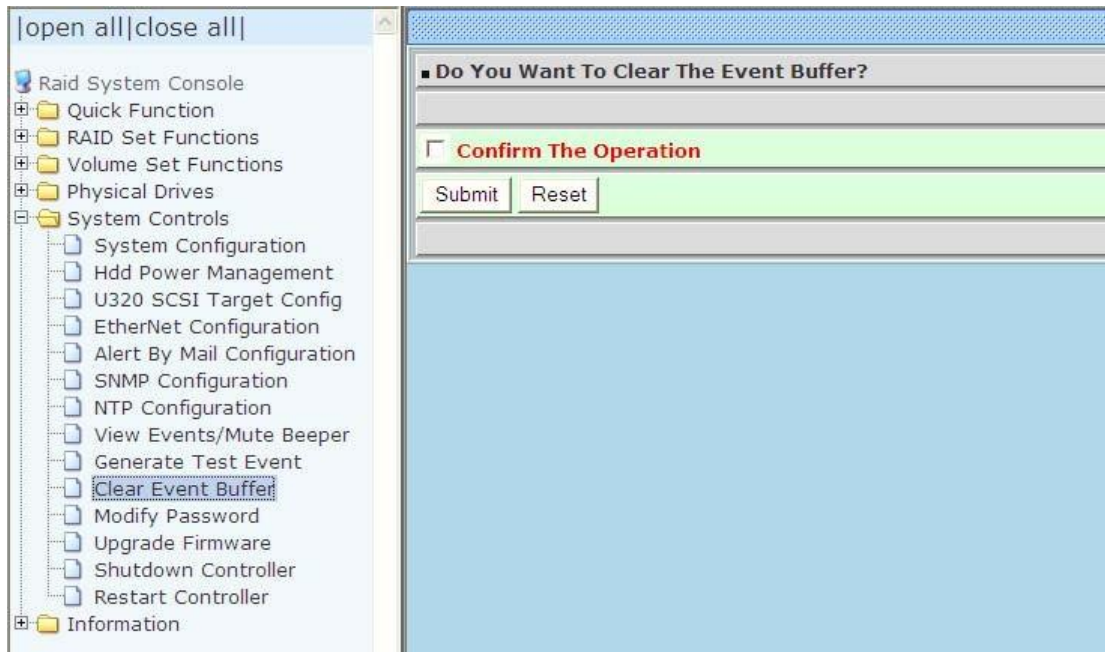 |open all|close all|
Raid System Console
Quick Function
RAID Set Functions
Volume Set Functions
Physical Drives
System Controls
System Configuration
Hdd Power Management
U320 SCSI Target Config
EtherNet Configuration
Alert By Mail Configuration
SNMP Configuration
NTP Configuration
View Events/Mute Beeper
Generate Test Event
Clear Event Buffer
Modify Password
Upgrade Firmware
Shutdown Controller
Restart Controller
Information
Do You Want To Clear The Event Buffer?
Confirm The Operation
Submit Reset